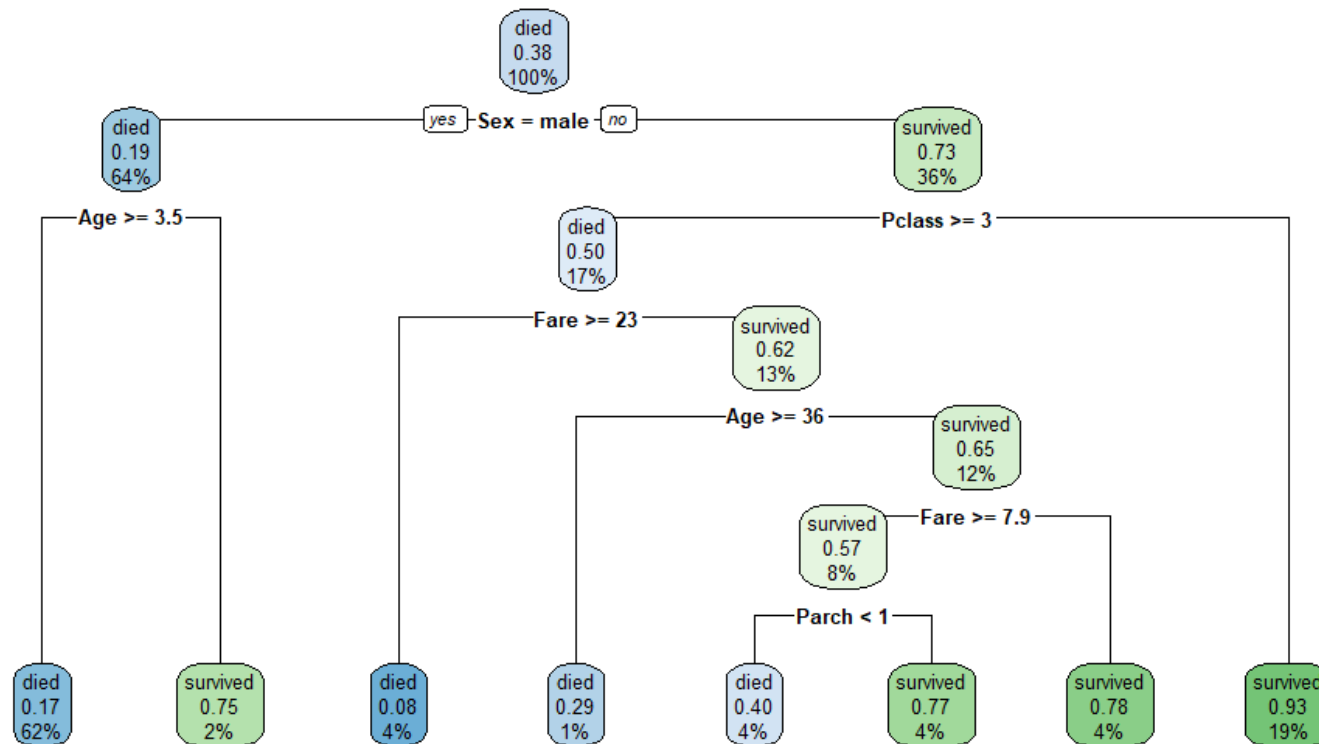 died
0.38
100%
yes Sex = male no
died
0.19
64%
survived
0.73
36%
Age >= 3.5
Pclass >= 3
died
0.50
17%
Fare >= 23
survived
0.62
13%
Age >= 36
survived
0.65
12%
Fare >= 7.9
survived
0.57
8%
Parch < 1
died
0.17
62%
survived
0.75
2%
died
0.08
4%
died
0.29
1%
died
0.40
4%
survived
0.77
4%
survived
0.78
4%
survived
0.93
19%